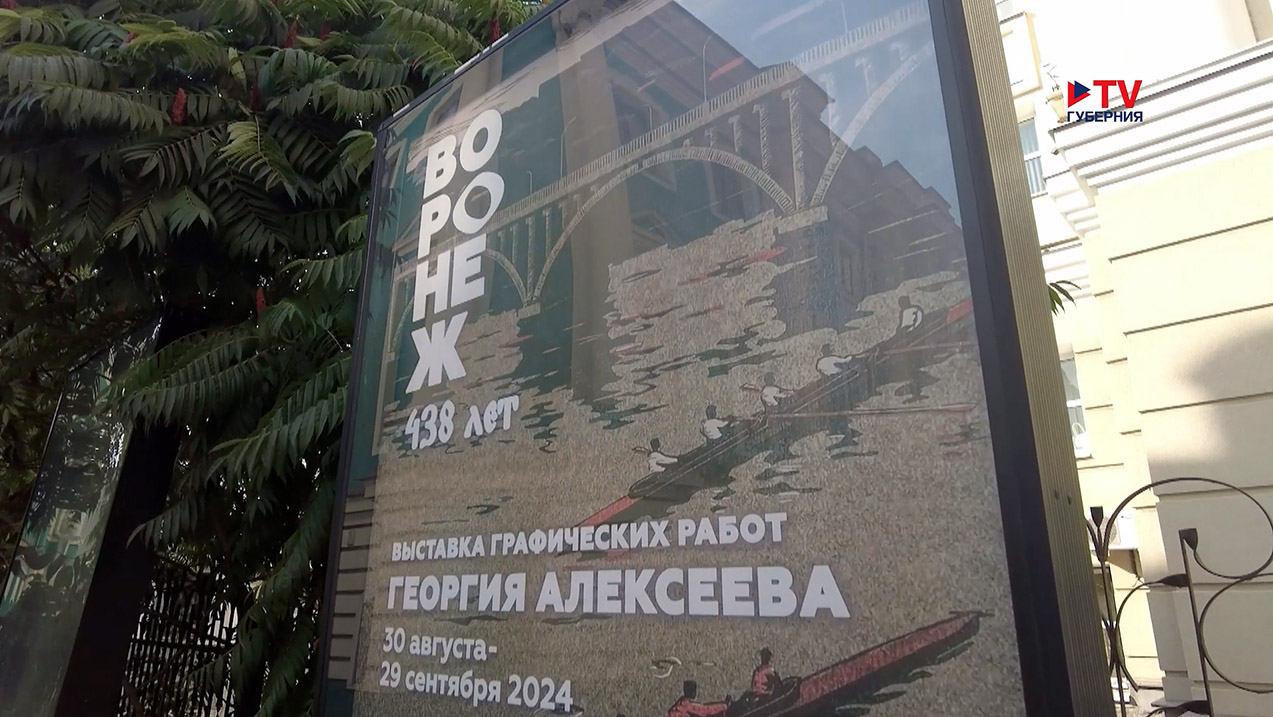 TV
ГУБЕРНИЯ
ВО
РО
НЕ
Ж
438 лет
ВЫСТАВКА ГРАФИЧЕСКИХ РАБОТ
ГЕОРГИЯ АЛЕКСЕЕВА
30 августа-
29 сентября 2024